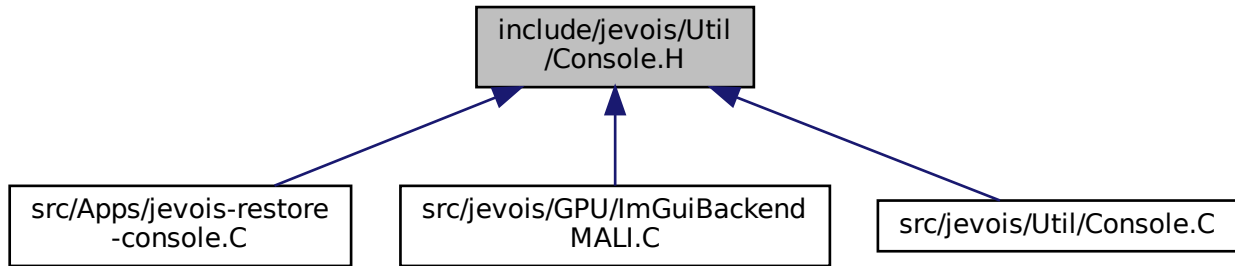 include/jevois/Util
/Console.H
src/Apps/jevois-restore
-console.C
src/jevois/GPU/ImGuiBackend
MALI.C
src/jevois/Util/Console.C